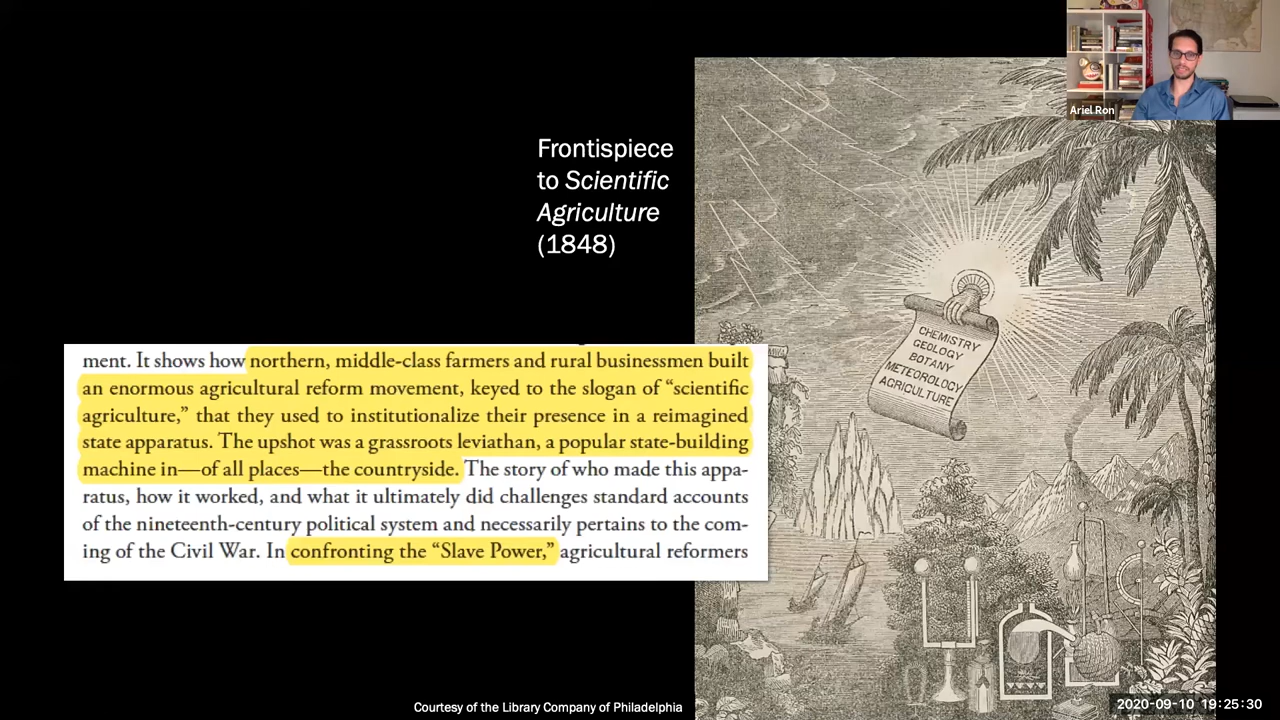 Ariel Ron
Frontispiece
to Scientific
Agriculture
(1848)
CHEMISTRY
GEOLOGY
BOTANY
METEOROLOGY
AGRICULTURE
ment. It shows how northern, middle-class farmers and rural businessmen built
an enormous agricultural reform movement, keyed to the slogan of “scientific
agriculture,” that they used to institutionalize their presence in a reimagined
state apparatus. The upshot was a grassroots leviathan, a popular state-building
machine in—of all places—the countryside. The story of who made this appa-
ratus, how it worked, and what it ultimately did challenges standard accounts
of the nineteenth-century political system and necessarily pertains to the com-
ing of the Civil War. In confronting the “Slave Power,” agricultural reformers
Courtesy of the Library Company of Philadelphia
2020-09-10 19:25:30